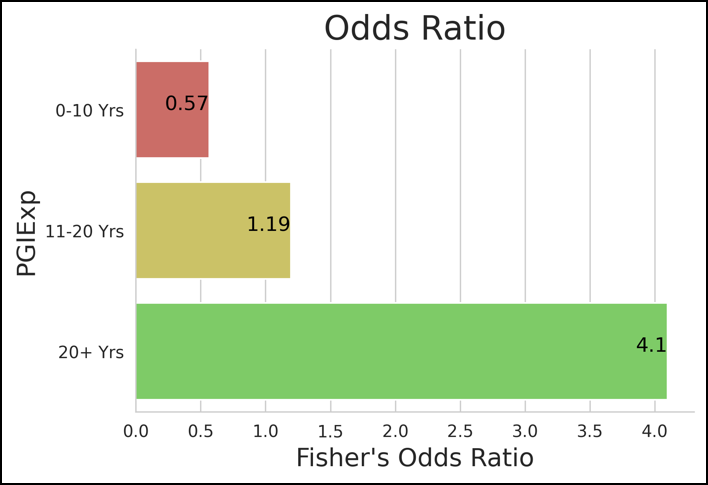 Odds Ratio
PGIExp
0-10 Yrs
0.57
11-20 Yrs
1.19
20+ Yrs
4.1
0.0 0.5 1.0 1.5 2.0 2.5 3.0 3.5 4.0
Fisher's Odds Ratio